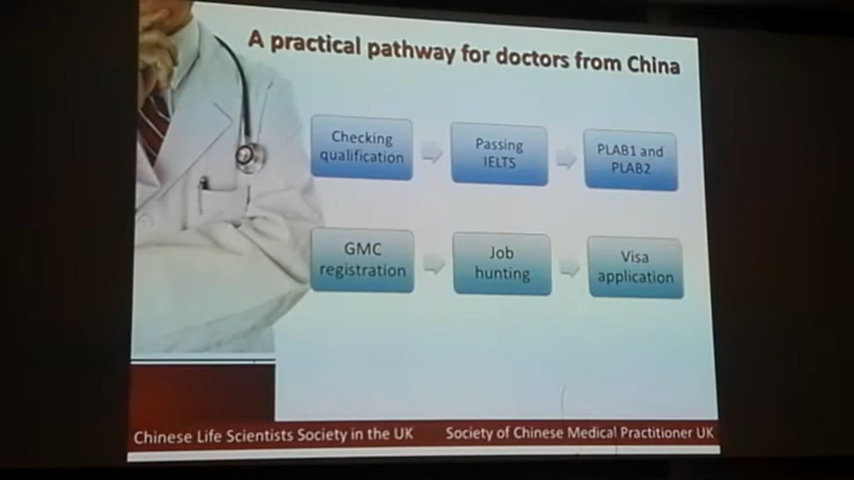 A practical pathway for doctors from China
Checking
qualification
Passing
IELTS
PLAB1 and
PLAB2
GMC
registration
Job
hunting
Visa
application
Chinese Life Scientists Society in the UK
Society of Chinese Medical Practitioner UK